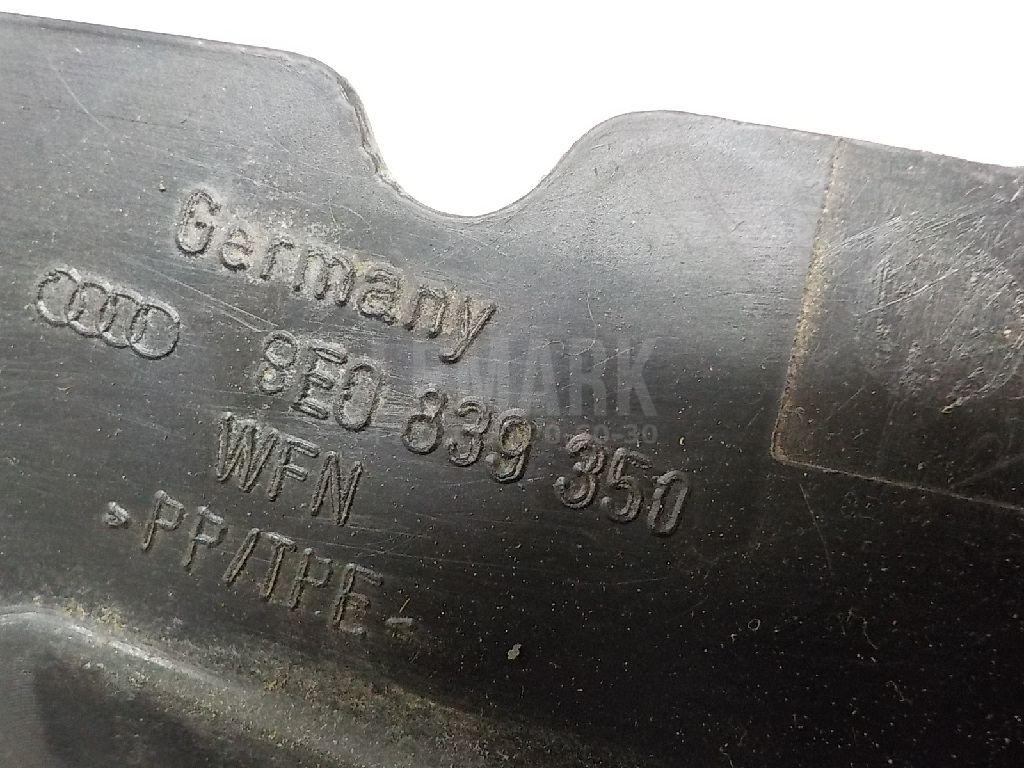 Germany
8E0 839 350
WFN
>PP/TPE-